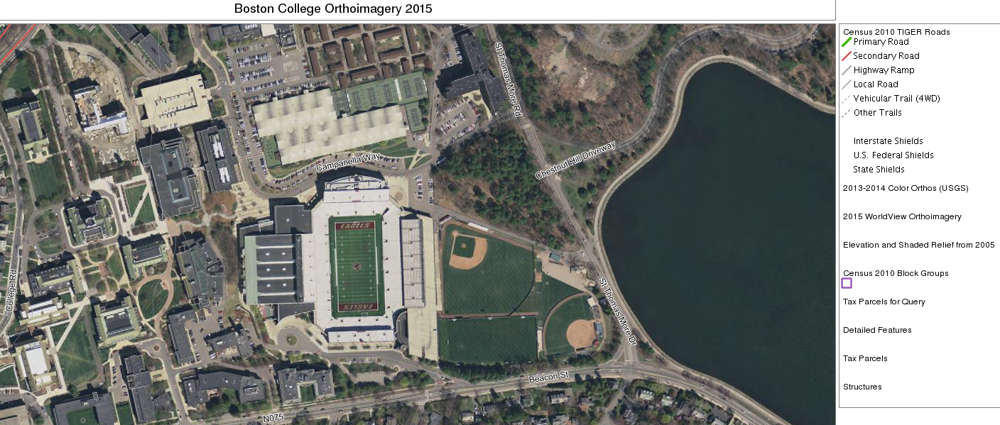 Boston College Orthoimagery 2015
St Thomas More Rd
Chestnut Hill Driveway
Campanella Way
EAGLES
EAGLES
College Rd
St Thomas More Dr
Beacon St
N075
Census 2010 TIGER Roads
Primary Road
Secondary Road
Highway Ramp
Local Road
Vehicular Trail (4WD)
Other Trails
Interstate Shields
U.S. Federal Shields
State Shields
2013-2014 Color Orthos (USGS)
2015 WorldView Orthoimagery
Elevation and Shaded Relief from 2005
Census 2010 Block Groups
Tax Parcels for Query
Detailed Features
Tax Parcels
Structures